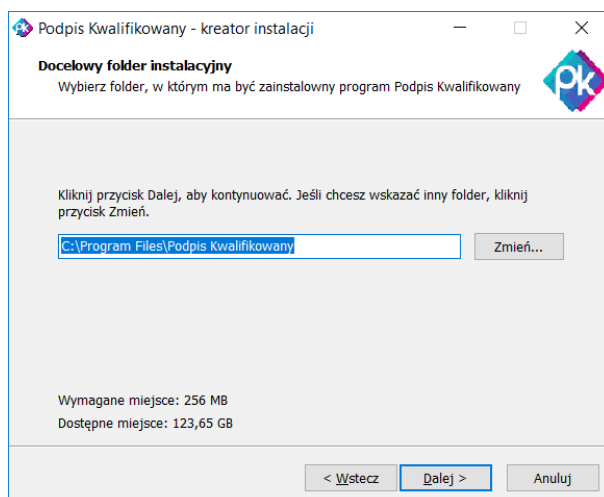 Podpis Kwalifikowany - kreator instalacji
Docelowy folder instalacyjny
Wybierz folder, w którym ma być zainstalowny program Podpis Kwalifikowany
pk
Kliknij przycisk Dalej, aby kontynuować. Jeśli chcesz wskazać inny folder, kliknij
przycisk Zmień.
C:\Program Files\Podpis Kwalifikowany
Zmień...
Wymagane miejsce: 256 MB
Dostępne miejsce: 123,65 GB
< Wstecz
Dalej >
Anuluj